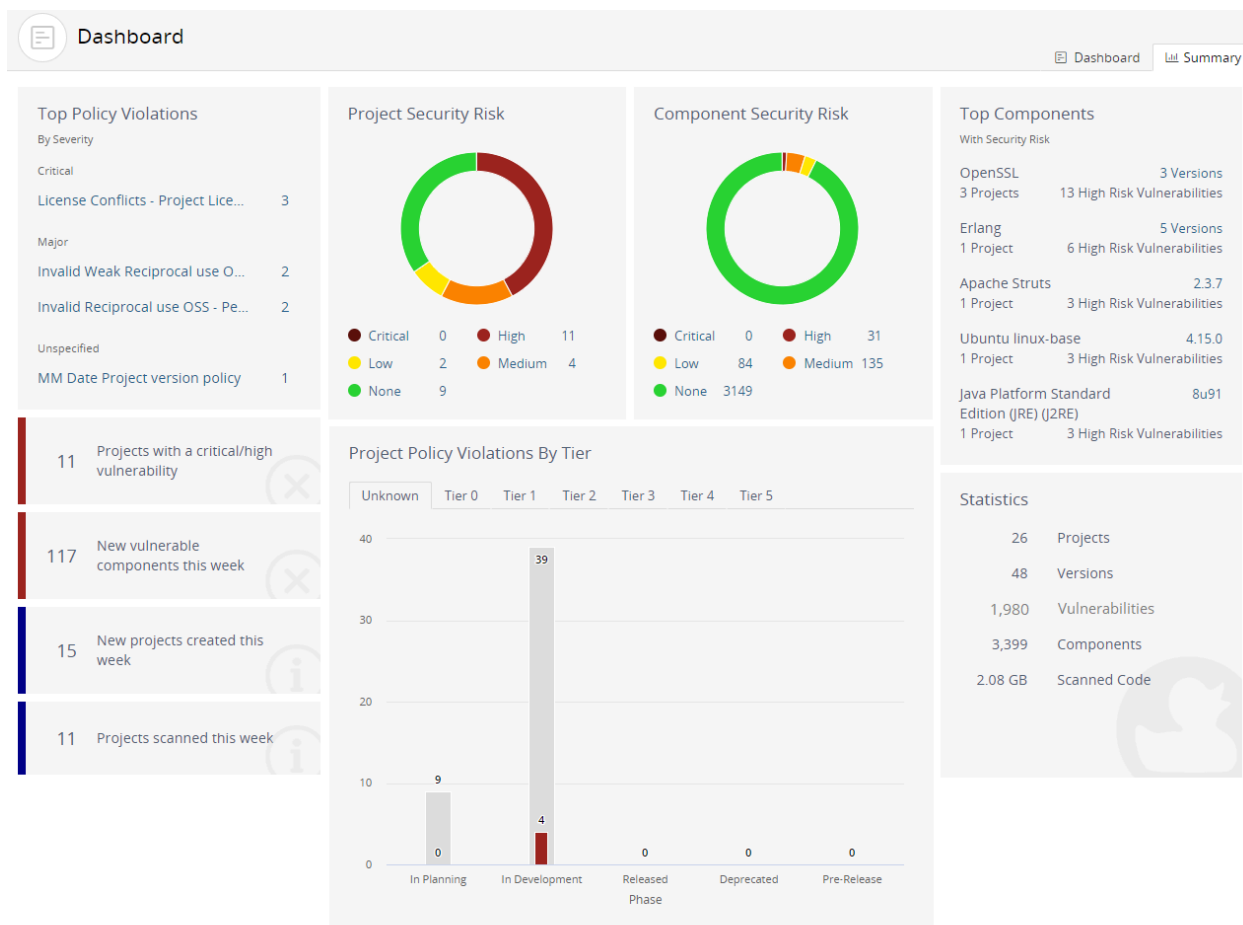 Dashboard
Dashboard
Summary
Top Policy Violations
By Severity
Critical
License Conflicts - Project Lice... 3
Major
Invalid Weak Reciprocal use O... 2
Invalid Reciprocal use OSS - Pe... 2
Unspecified
MM Date Project version policy 1
11 Projects with a critical/high
vulnerability
117 New vulnerable
components this week
15 New projects created this
week
11 Projects scanned this week
Project Security Risk
Critical 0 High 11
Low 2 Medium 4
None 9
Component Security Risk
Critical 0 High 31
Low 84 Medium 135
None 3149
Project Policy Violations By Tier
Unknown Tier 0 Tier 1 Tier 2 Tier 3 Tier 4 Tier 5
40
39
30
20
10
9
4
0
0 0 0 0
In Planning In Development Released Deprecated Pre-Release
Phase
Top Components
With Security Risk
OpenSSL 3 Versions
3 Projects 13 High Risk Vulnerabilities
Erlang 5 Versions
1 Project 6 High Risk Vulnerabilities
Apache Struts 2.3.7
1 Project 3 High Risk Vulnerabilities
Ubuntu linux-base 4.15.0
1 Project 3 High Risk Vulnerabilities
Java Platform Standard 8u91
Edition (JRE) (J2RE)
1 Project 3 High Risk Vulnerabilities
Statistics
26 Projects
48 Versions
1,980 Vulnerabilities
3,399 Components
2.08 GB Scanned Code